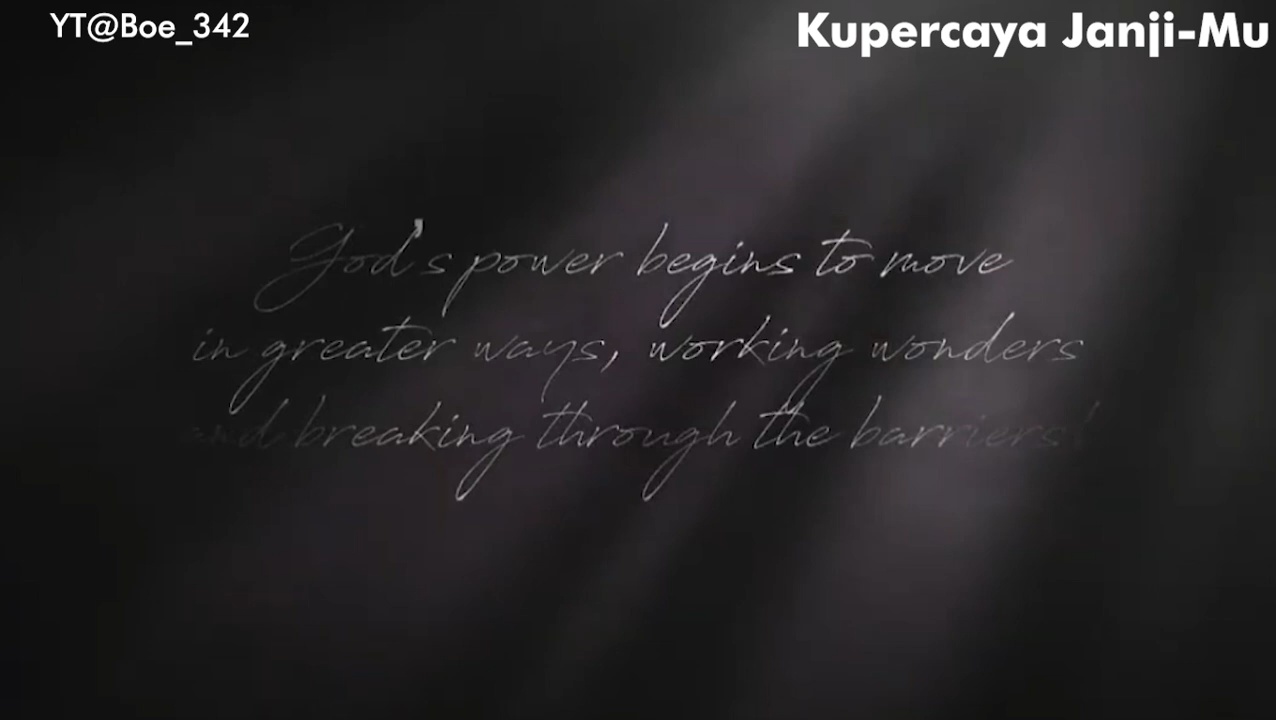 YT@Boe_342
Kupercaya Janji-Mu
God's power begins to move
in greater ways, working wonders
and breaking through the barriers!